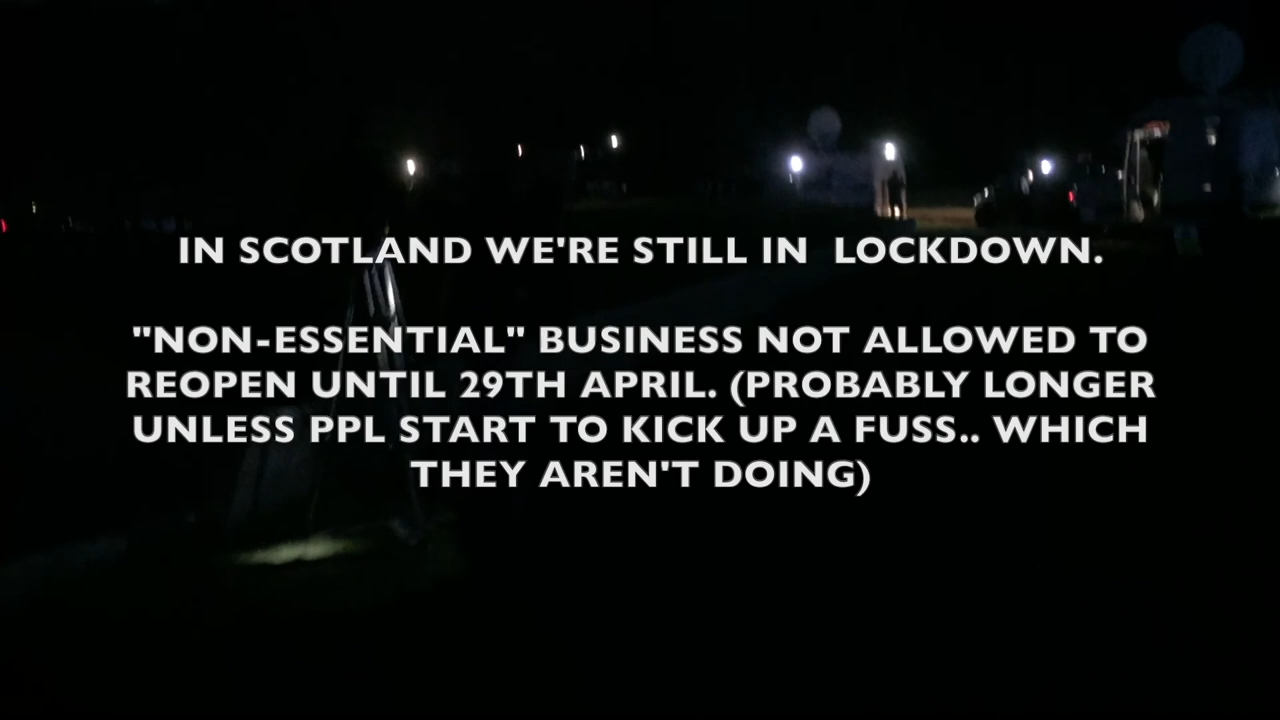 IN SCOTLAND WE'RE STILL IN  LOCKDOWN.
"NON-ESSENTIAL" BUSINESS NOT ALLOWED TO
REOPEN UNTIL 29TH APRIL. (PROBABLY LONGER
UNLESS PPL START TO KICK UP A FUSS.. WHICH
THEY AREN'T DOING)